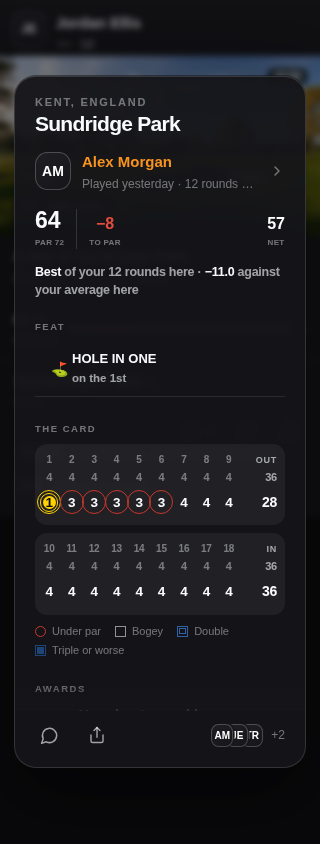 Jordan Ellis
KENT, ENGLAND
Sundridge Park
AM Alex Morgan
Played yesterday · 12 rounds …
64 −8 57
PAR 72 TO PAR NET
Best of your 12 rounds here · −11.0 against
your average here
FEAT
HOLE IN ONE
on the 1st
THE CARD
1 2 3 4 5 6 7 8 9 OUT
4 4 4 4 4 4 4 4 4 36
1 3 3 3 3 3 4 4 4 28
10 11 12 13 14 15 16 17 18 IN
4 4 4 4 4 4 4 4 4 36
4 4 4 4 4 4 4 4 4 36
Under par Bogey Double
Triple or worse
AWARDS
AM JE TR +2